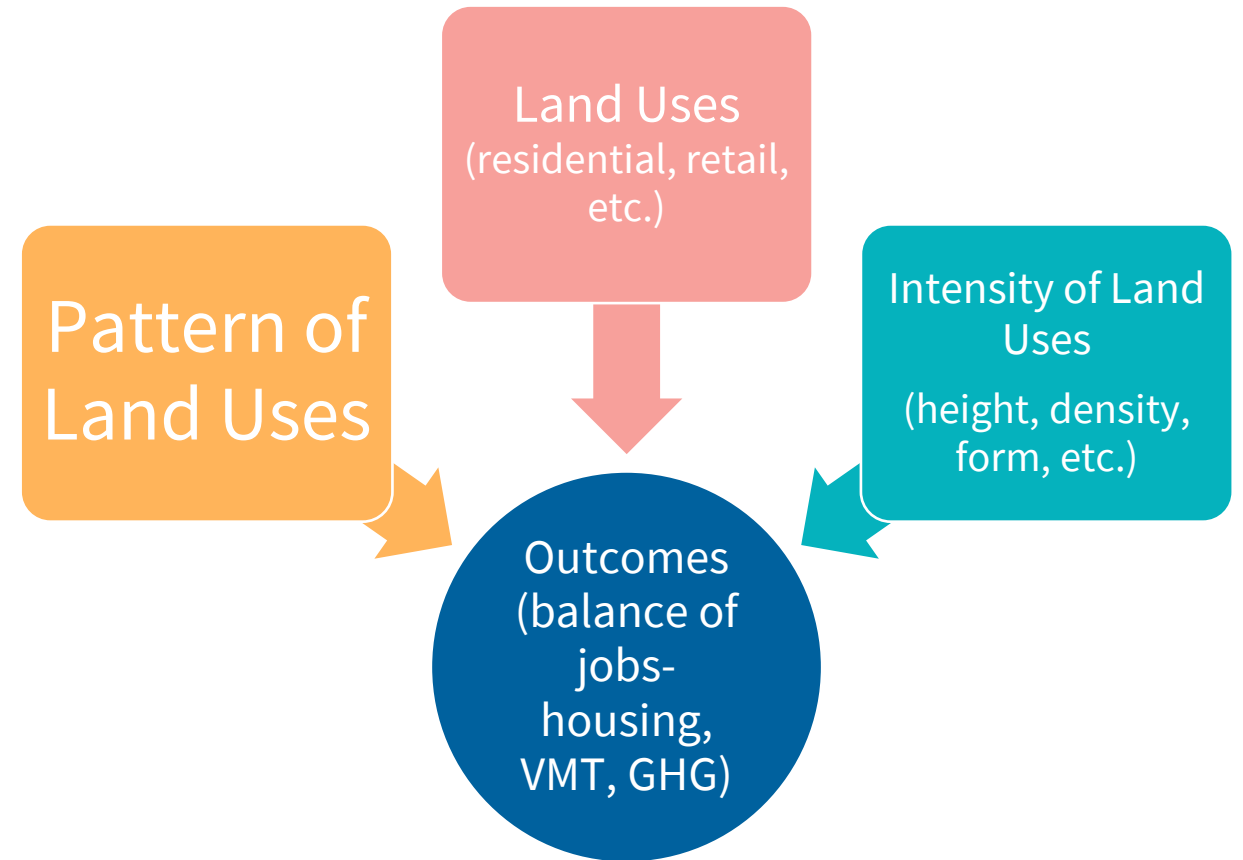 Land Uses
(residential, retail,
etc.)
Pattern of
Land Uses
Intensity of Land
Uses
(height, density,
form, etc.)
Outcomes
(balance of
jobs-
housing,
VMT, GHG)